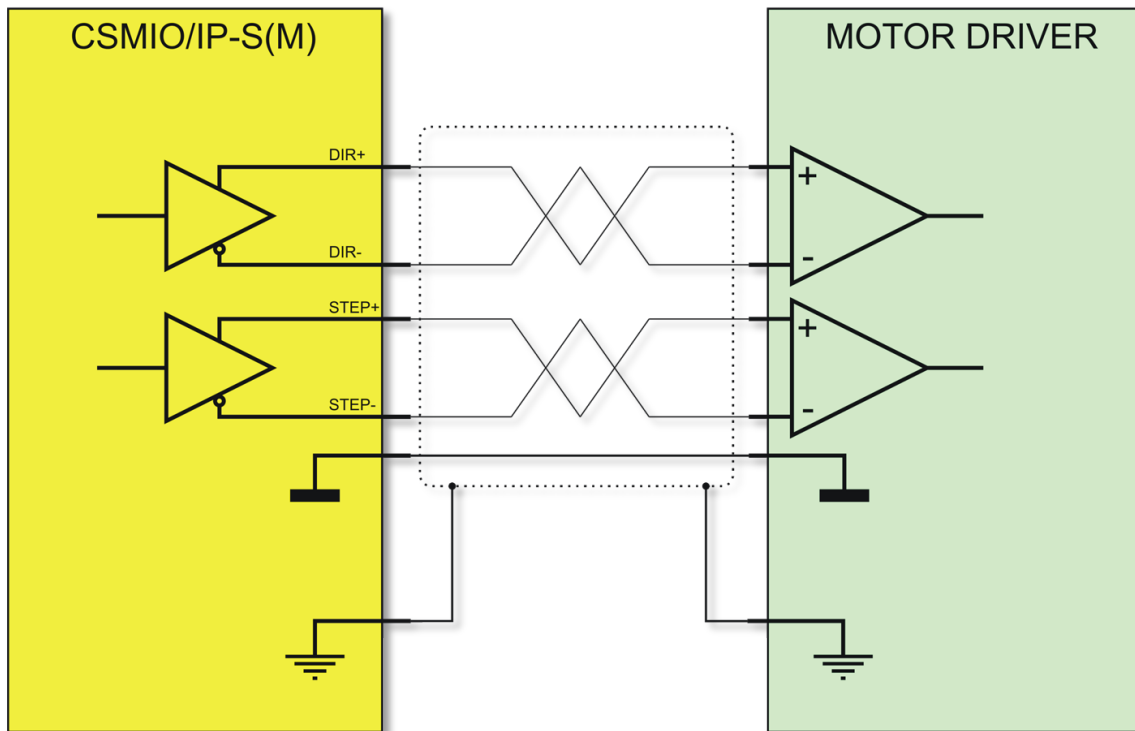 CSMIO/IP-S(M)
MOTOR DRIVER
DIR+
+
DIR-
-
STEP+
+
STEP-
-